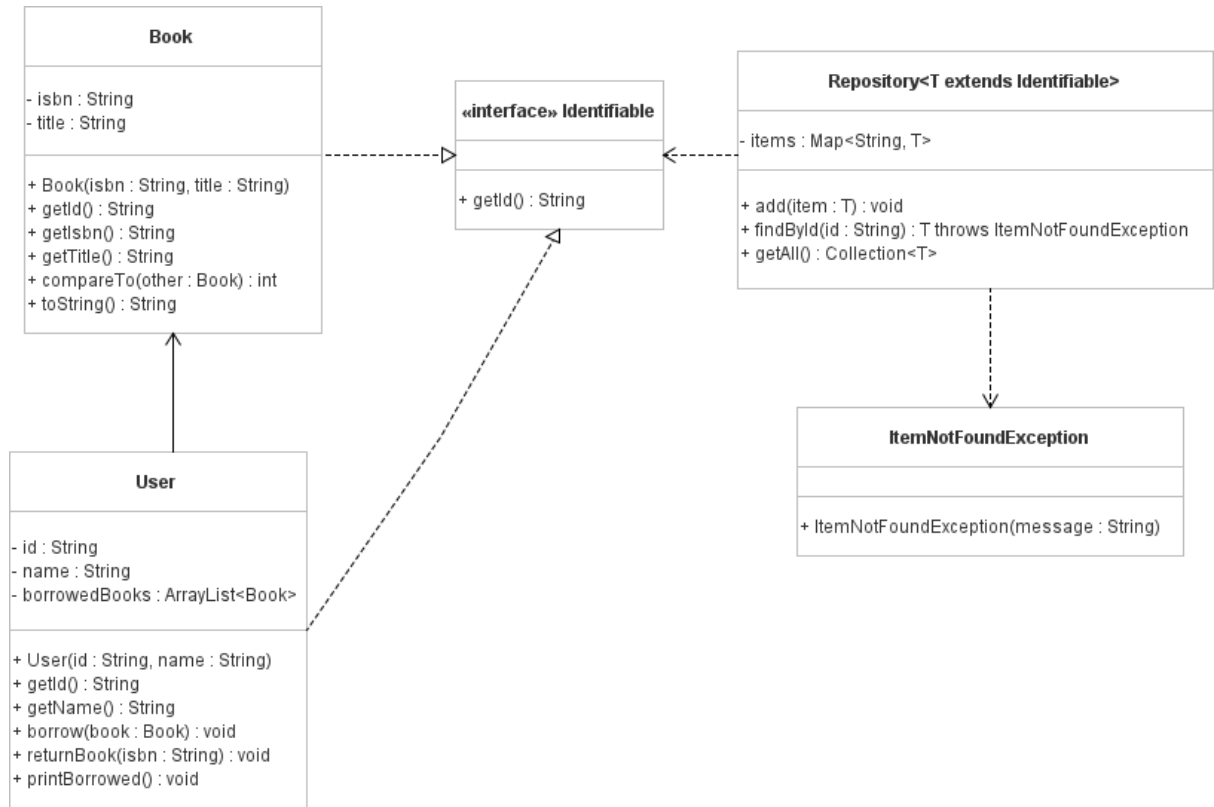 Book
- isbn : String
- title : String
+ Book(isbn : String, title : String)
+ getId() : String
+ getIsbn() : String
+ getTitle() : String
+ compareTo(other : Book) : int
+ toString() : String
«interface» Identifiable
+ getId() : String
Repository<T extends Identifiable>
- items : Map<String, T>
+ add(item : T) : void
+ findById(id : String) : T throws ItemNotFoundException
+ getAll() : Collection<T>
ItemNotFoundException
+ ItemNotFoundException(message : String)
User
- id : String
- name : String
- borrowedBooks : ArrayList<Book>
+ User(id : String, name : String)
+ getId() : String
+ getName() : String
+ borrow(book : Book) : void
+ returnBook(isbn : String) : void
+ printBorrowed() : void